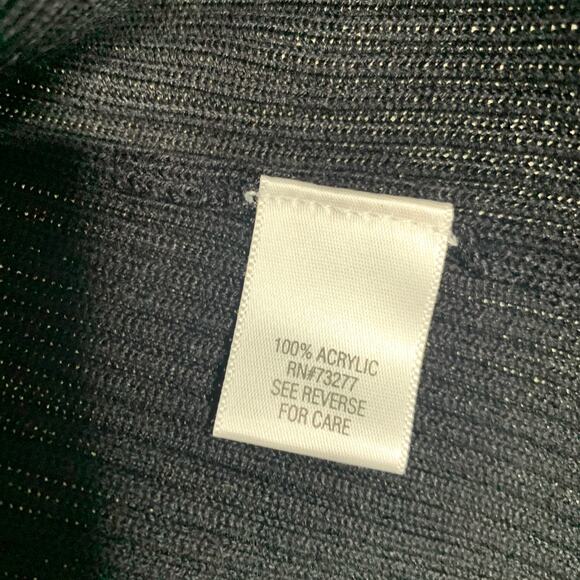 100% ACRYLIC
RN#73277
SEE REVERSE
FOR CARE